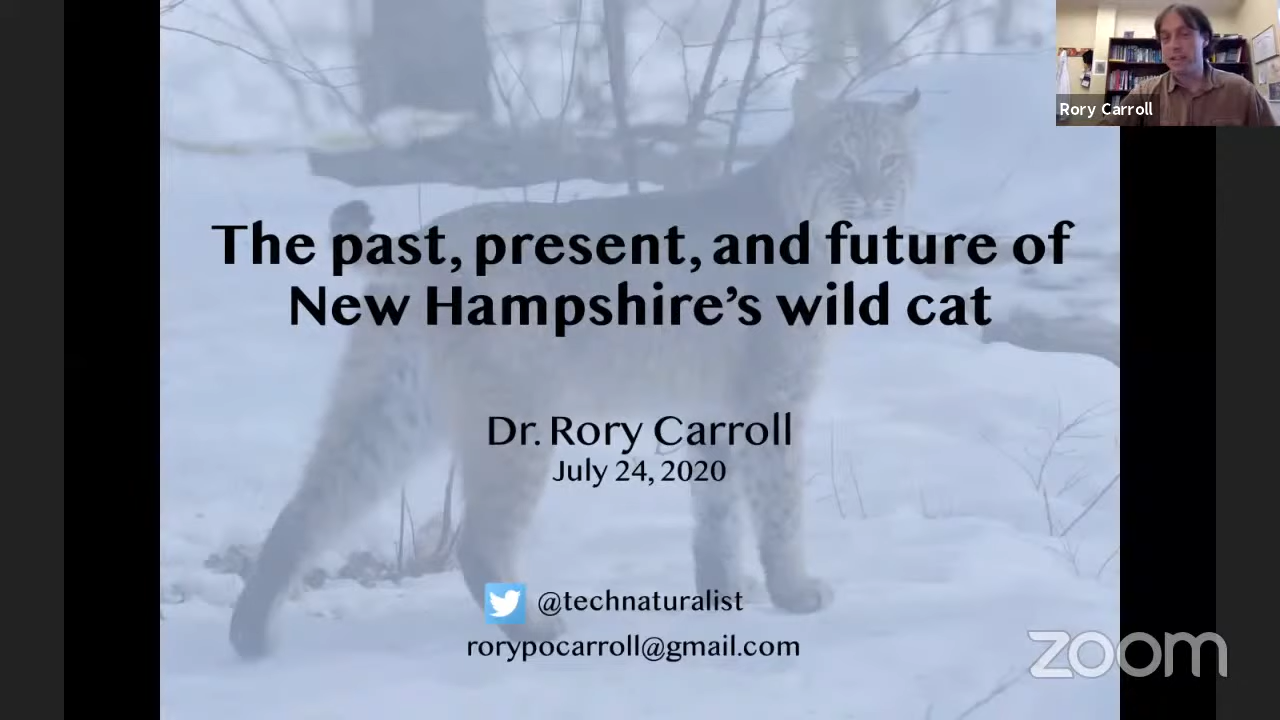 Rory Carroll
The past, present, and future of
New Hampshire’s wild cat
Dr. Rory Carroll
July 24, 2020
@technaturalist
rorypocarroll@gmail.com
zoom